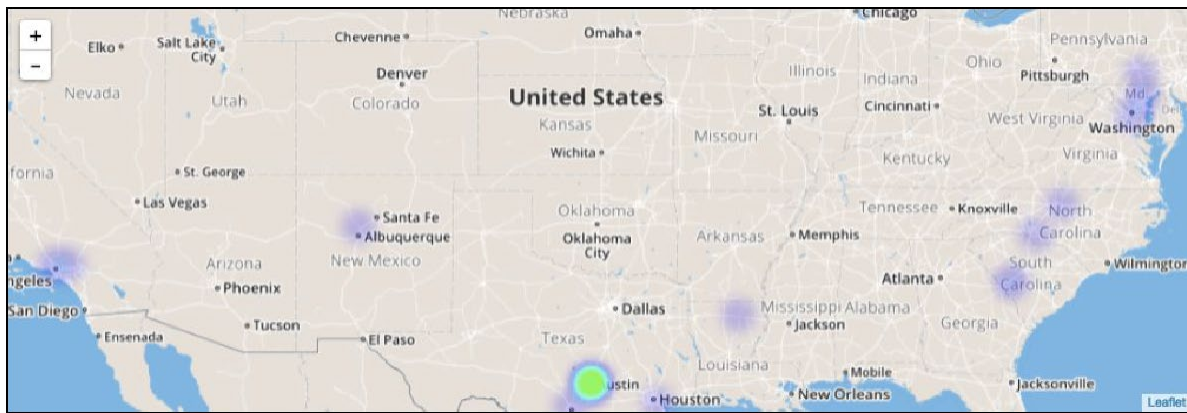 +
−
Nebraska
Chicago
Omaha
Cheyenne
Pennsylvania
Elko
Salt Lake
City
Ohio
Pittsburgh
Denver
Illinois
Indiana
Nevada
Utah
Colorado
United States
Md
St. Louis
Cincinnati
West Virginia
Del
Kansas
Missouri
Washington
Wichita
Kentucky
Virginia
fornia
St. George
Las Vegas
Santa Fe
Oklahoma
Tennessee
Knoxville
North
Carolina
Albuquerque
Oklahoma
City
Arkansas
Memphis
New Mexico
Arizona
South
Carolina
Wilmington
ngeles
Phoenix
Atlanta
San Diego
Dallas
Mississippi
Alabama
Tucson
Jackson
Georgia
Ensenada
El Paso
Texas
Louisiana
Mobile
ustin
Jacksonville
Houston
New Orleans
Leaflet